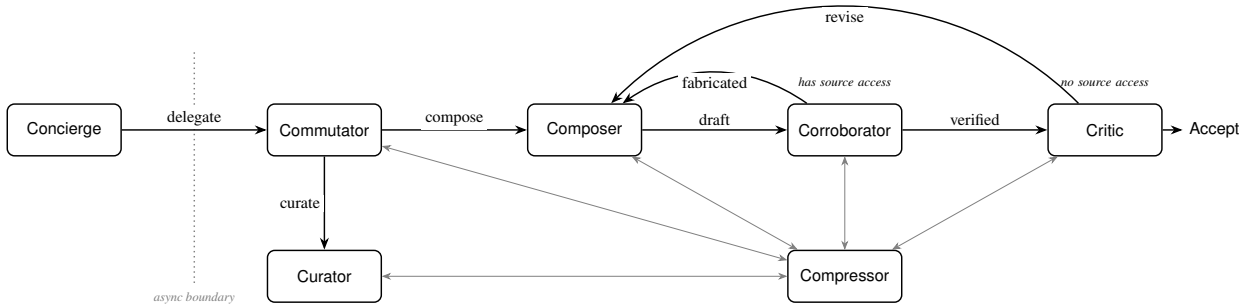 revise
fabricated
has source access
no source access
Concierge
delegate
Commutator
compose
Composer
draft
Corroborator
verified
Critic
Accept
curate
Curator
Compressor
async boundary